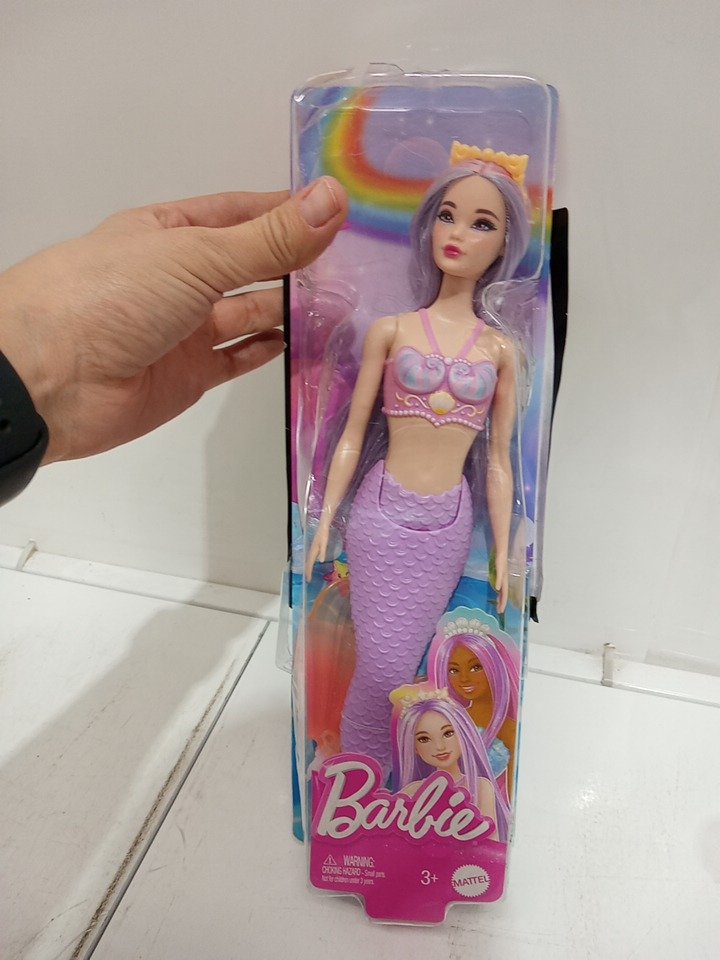 Barbie
WARNING:
CHOKING HAZARD - Small parts.
Not for children under 3 years.
3+
MATTEL